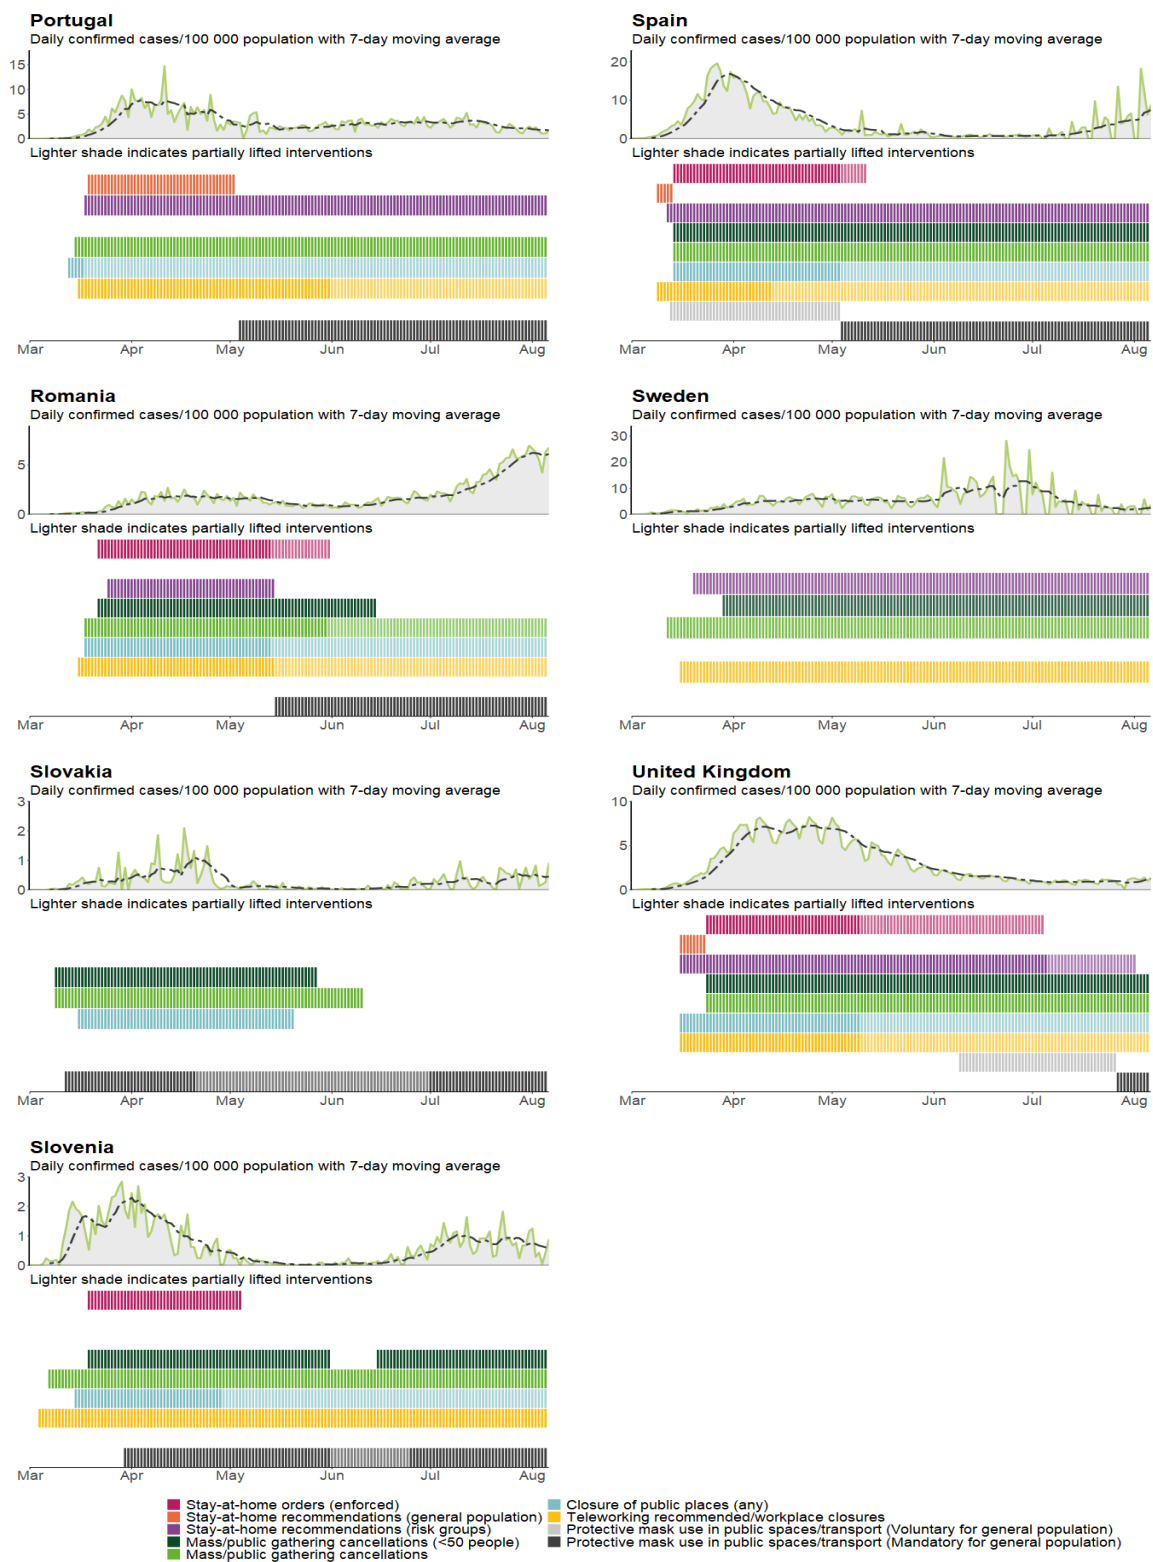 Portugal
Daily confirmed cases/100 000 population with 7-day moving average
15
10
5
0
Lighter shade indicates partially lifted interventions
Mar Apr May Jun Jul Aug
Spain
Daily confirmed cases/100 000 population with 7-day moving average
20
10
0
Lighter shade indicates partially lifted interventions
Mar Apr May Jun Jul Aug
Romania
Daily confirmed cases/100 000 population with 7-day moving average
5
0
Lighter shade indicates partially lifted interventions
Mar Apr May Jun Jul Aug
Sweden
Daily confirmed cases/100 000 population with 7-day moving average
30
20
10
0
Lighter shade indicates partially lifted interventions
Mar Apr May Jun Jul Aug
Slovakia
Daily confirmed cases/100 000 population with 7-day moving average
3
2
1
0
Lighter shade indicates partially lifted interventions
Mar Apr May Jun Jul Aug
United Kingdom
Daily confirmed cases/100 000 population with 7-day moving average
10
5
0
Lighter shade indicates partially lifted interventions
Mar Apr May Jun Jul Aug
Slovenia
Daily confirmed cases/100 000 population with 7-day moving average
3
2
1
0
Lighter shade indicates partially lifted interventions
Mar Apr May Jun Jul Aug
Stay-at-home orders (enforced)
Stay-at-home recommendations (general population)
Stay-at-home recommendations (risk groups)
Mass/public gathering cancellations (<50 people)
Mass/public gathering cancellations
Closure of public places (any)
Teleworking recommended/workplace closures
Protective mask use in public spaces/transport (Voluntary for general population)
Protective mask use in public spaces/transport (Mandatory for general population)